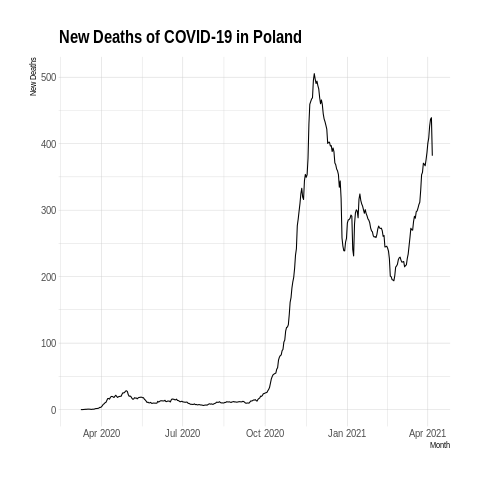 New Deaths of COVID-19 in Poland
New Deaths
500
400
300
200
100
0
Apr 2020
Jul 2020
Oct 2020
Jan 2021
Apr 2021
Month